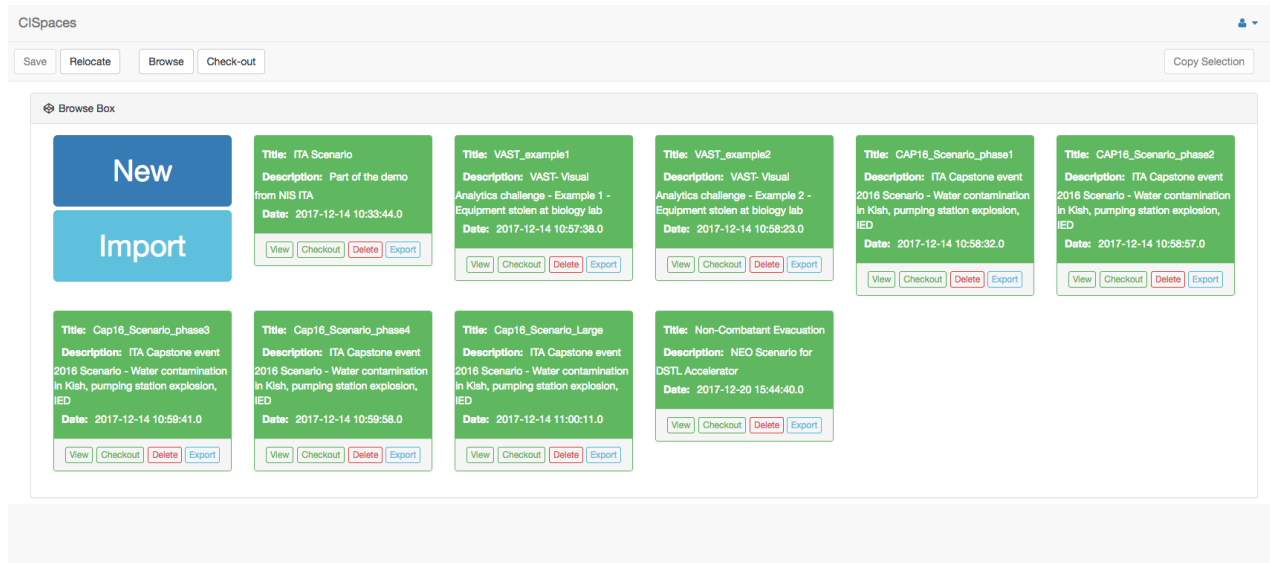 CISpaces
Save Relocate Browse Check-out Copy Selection
Browse Box
New
Import
Title: ITA Scenario
Description: Part of the demo
from NIS ITA
Date: 2017-12-14 10:33:44.0
View Checkout Delete Export
Title: VAST_example1
Description: VAST- Visual
Analytics challenge - Example 1 -
Equipment stolen at biology lab
Date: 2017-12-14 10:57:38.0
View Checkout Delete Export
Title: VAST_example2
Description: VAST- Visual
Analytics challenge - Example 2 -
Equipment stolen at biology lab
Date: 2017-12-14 10:58:23.0
View Checkout Delete Export
Title: CAP16_Scenario_phase1
Description: ITA Capstone event
2016 Scenario - Water contamination
in Kish, pumping station explosion,
IED
Date: 2017-12-14 10:58:32.0
View Checkout Delete Export
Title: CAP16_Scenario_phase2
Description: ITA Capstone event
2016 Scenario - Water contamination
in Kish, pumping station explosion,
IED
Date: 2017-12-14 10:58:57.0
View Checkout Delete Export
Title: Cap16_Scenario_phase3
Description: ITA Capstone event
2016 Scenario - Water contamination
in Kish, pumping station explosion,
IED
Date: 2017-12-14 10:59:41.0
View Checkout Delete Export
Title: Cap16_Scenario_phase4
Description: ITA Capstone event
2016 Scenario - Water contamination
in Kish, pumping station explosion,
IED
Date: 2017-12-14 10:59:58.0
View Checkout Delete Export
Title: Cap16_Scenario_Large
Description: ITA Capstone event
2016 Scenario - Water contamination
in Kish, pumping station explosion,
IED
Date: 2017-12-14 11:00:11.0
View Checkout Delete Export
Title: Non-Combatant Evacuation
Description: NEO Scenario for
DSTL Accelerator
Date: 2017-12-20 15:44:40.0
View Checkout Delete Export